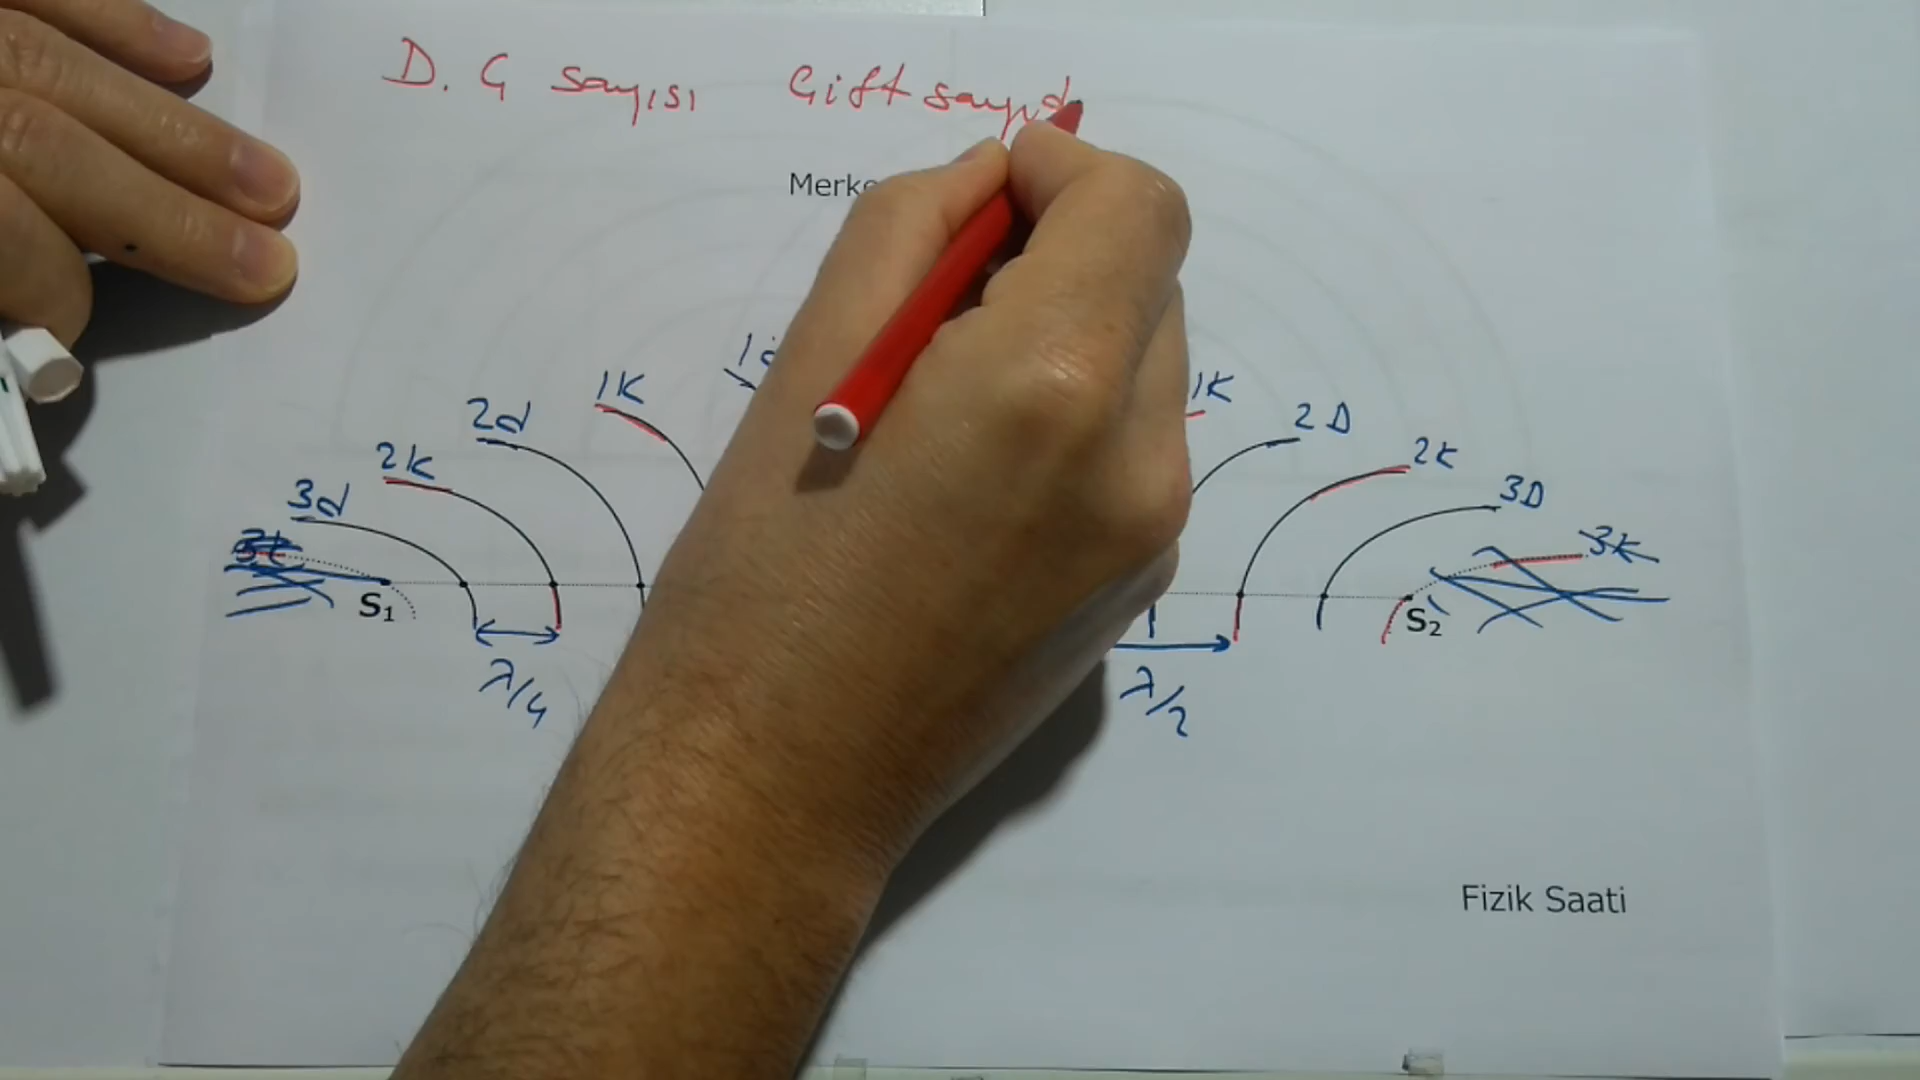 D. Ç sayısı Çift sayıd
Merke
1K 1K
2d 2D
2k 2K
3d 3D
3k 3K
S₁ S₂
λ/4 λ/2
Fizik Saati